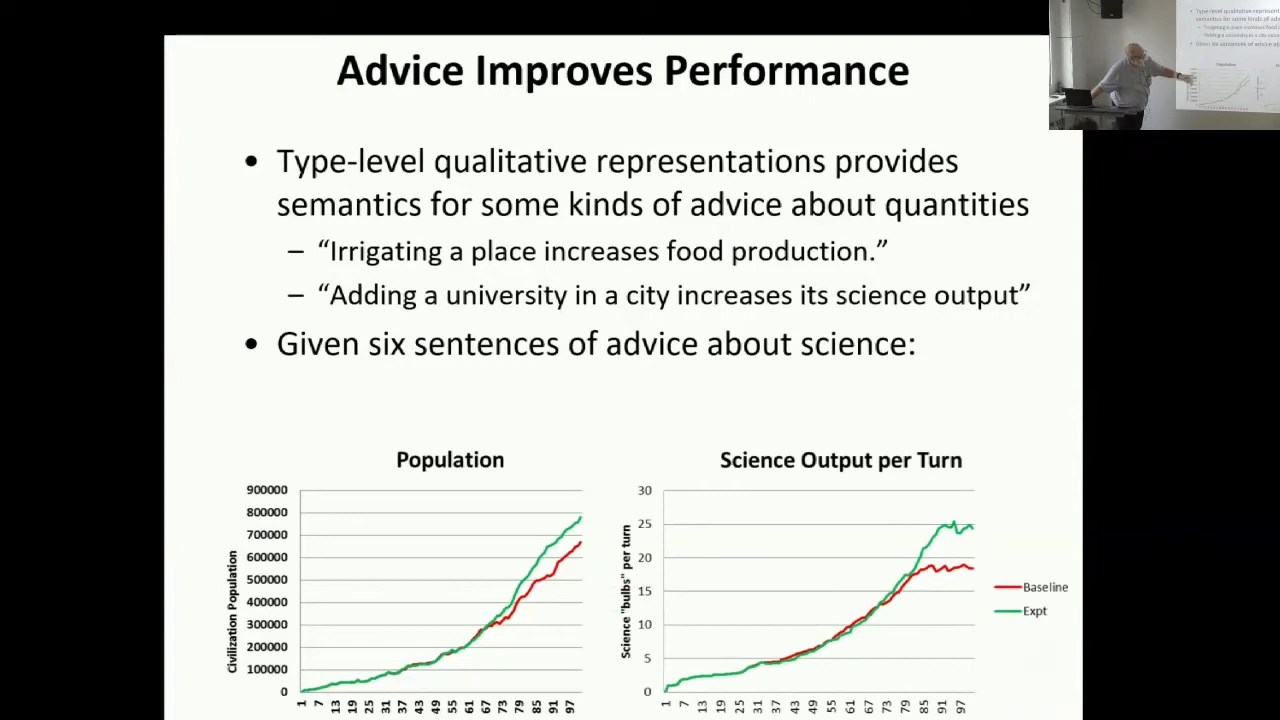 Advice Improves Performance
• Type-level qualitative representations provides
semantics for some kinds of advice about quantities
– “Irrigating a place increases food production.”
– “Adding a university in a city increases its science output”
• Given six sentences of advice about science:
Population
900000
800000
700000
600000
500000
400000
300000
200000
100000
0
Civilization Population
1 7 13 19 25 31 37 43 49 55 61 67 73 79 85 91 97
Science Output per Turn
30
25
20
15
10
5
0
Science "bulbs" per turn
1 7 13 19 25 31 37 43 49 55 61 67 73 79 85 91 97
Baseline
Expt